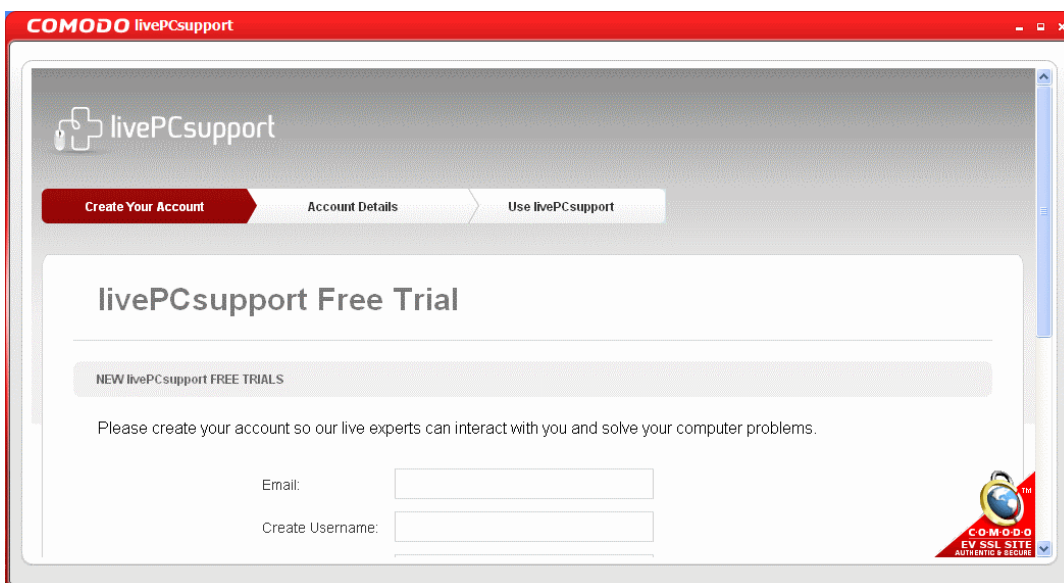 COMODO livePCsupport
livePCsupport
Create Your Account
Account Details
Use livePCsupport
livePCsupport Free Trial
NEW livePCsupport FREE TRIALS
Please create your account so our live experts can interact with you and solve your computer problems.
Email:
Create Username:
TM
C·O·M·O·D·O
EV SSL SITE
AUTHENTIC & SECURE